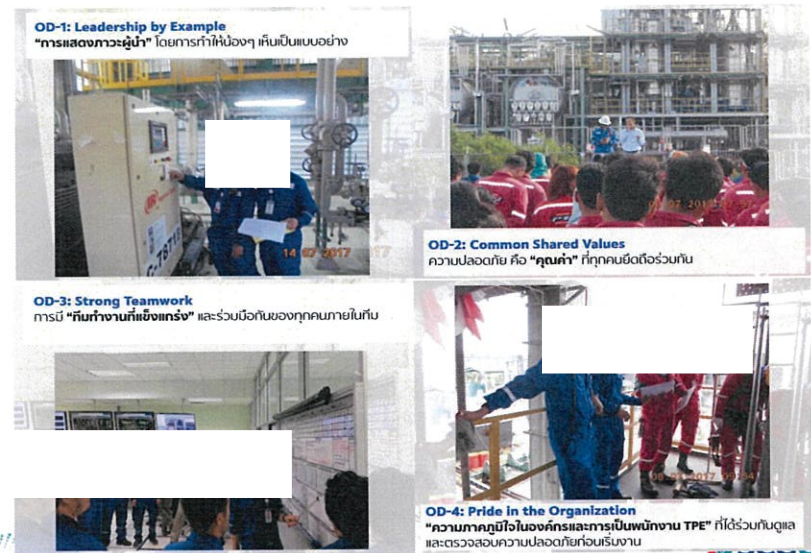 OD-1: Leadership by Example
“การแสดงภาวะผู้นำ” โดยการทำให้น้องๆ เห็นเป็นแบบอย่าง
14 07 2017
OD-2: Common Shared Values
ความปลอดภัย คือ “คุณค่า” ที่ทุกคนยึดถือร่วมกัน
OD-3: Strong Teamwork
การมี “ทีมทำงานที่แข็งแกร่ง” และร่วมมือกันของทุกคนภายในทีม
OD-4: Pride in the Organization
“ความภาคภูมิใจในองค์กรและการเป็นพนักงาน TPE” ที่ได้ร่วมกันดูแล
และตรวจสอบความปลอดภัยก่อนเริ่มงาน